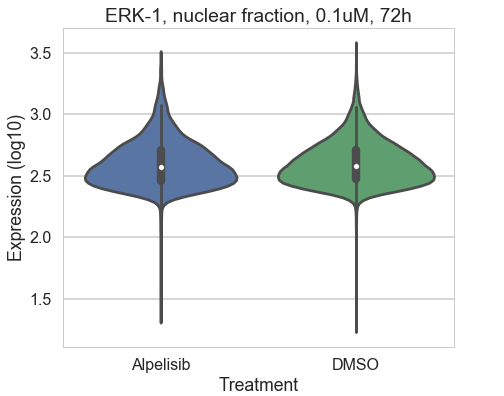 ERK-1, nuclear fraction, 0.1uM, 72h
Expression (log10)
3.5
3.0
2.5
2.0
1.5
Alpelisib
DMSO
Treatment